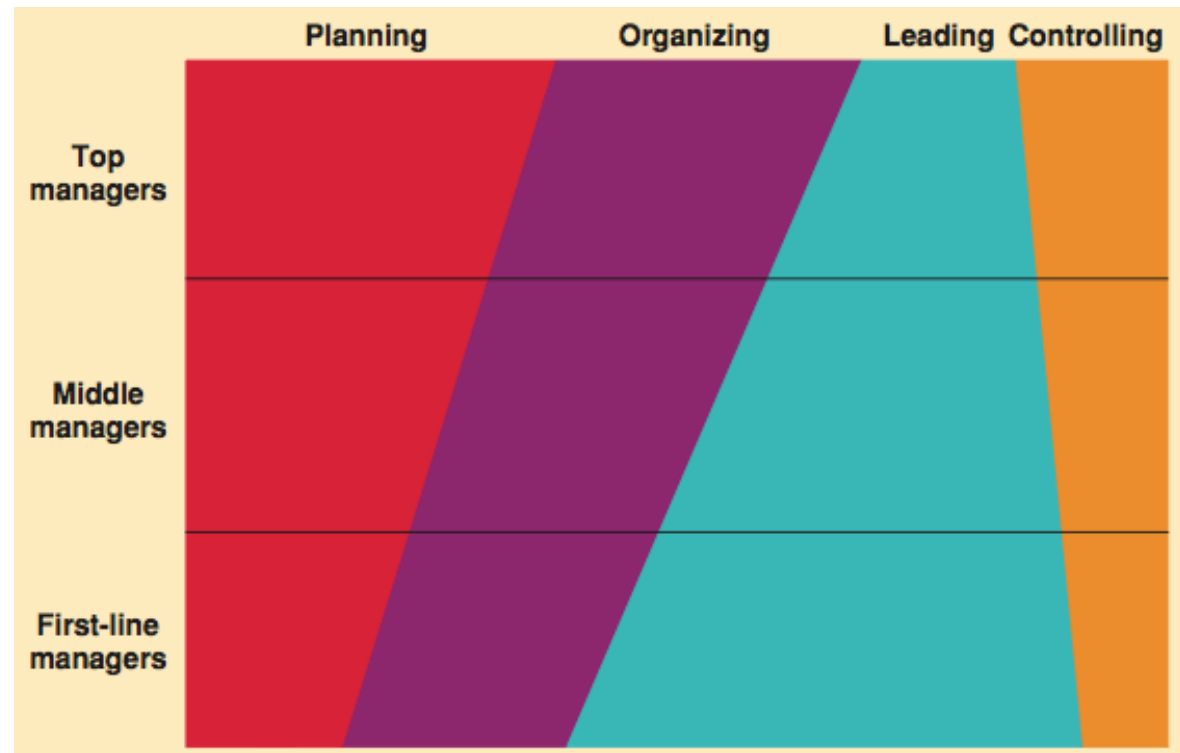 Planning Organizing Leading Controlling
Top
managers
Middle
managers
First-line
managers